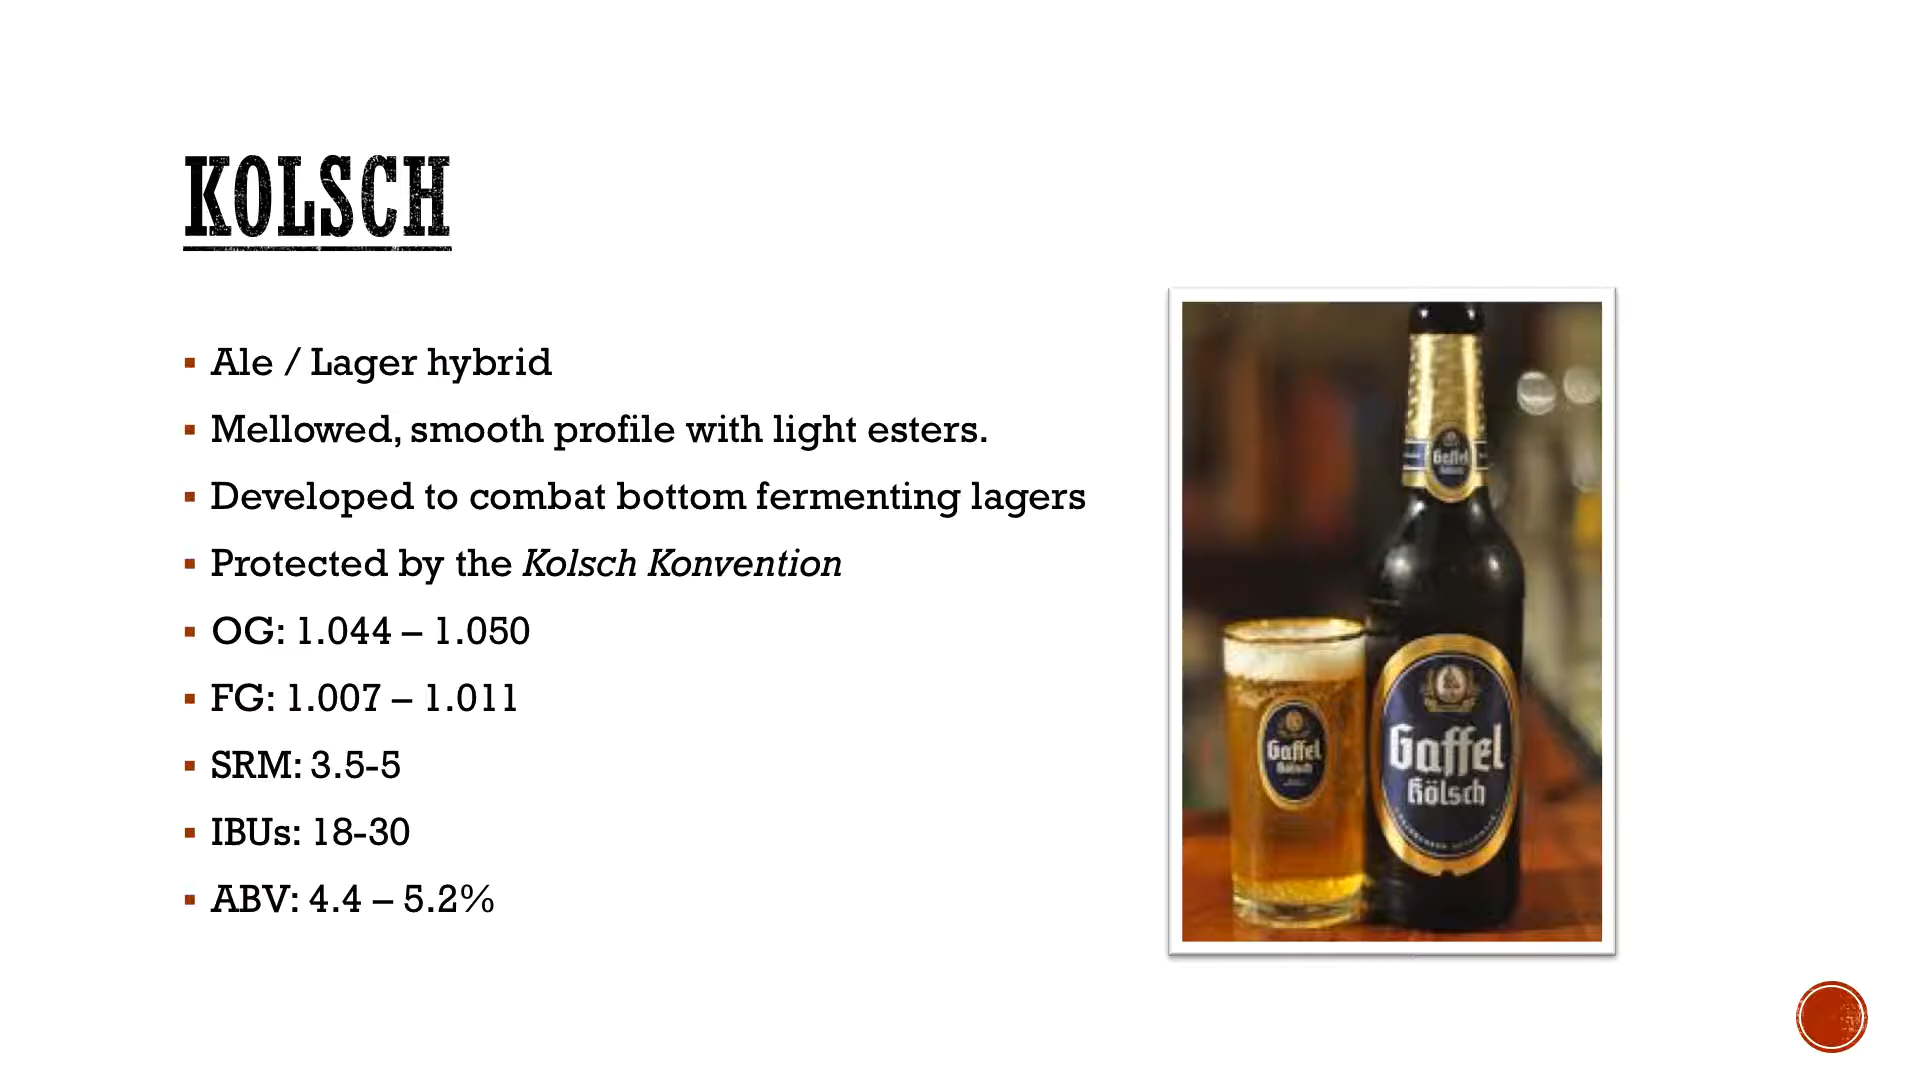 KOLSCH
▪ Ale / Lager hybrid
▪ Mellowed, smooth profile with light esters.
▪ Developed to combat bottom fermenting lagers
▪ Protected by the Kolsch Konvention
▪ OG: 1.044 – 1.050
▪ FG: 1.007 – 1.011
▪ SRM: 3.5-5
▪ IBUs: 18-30
▪ ABV: 4.4 – 5.2%
Gaffel
Gaffel
Kölsch
Gaffel
Kölsch